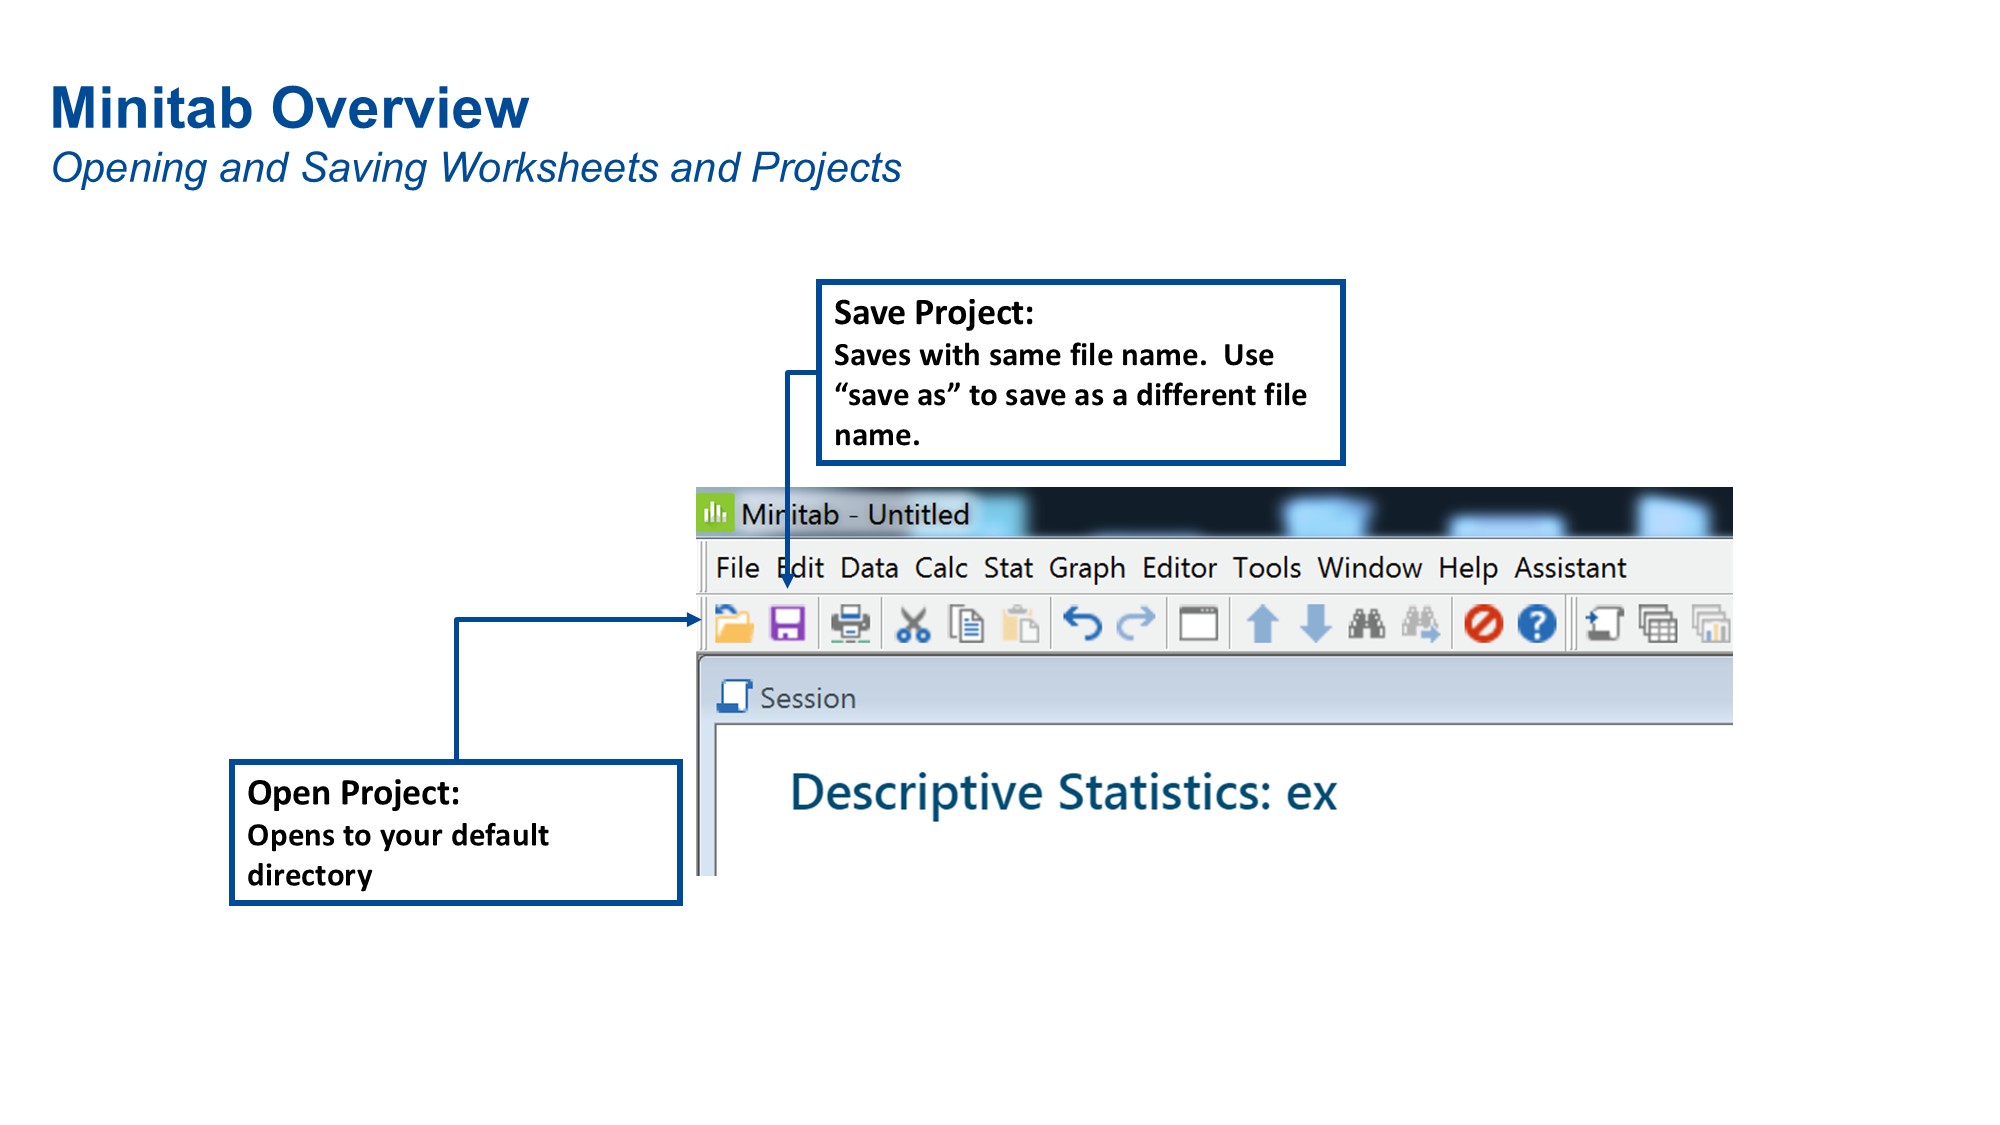 Minitab Overview
Opening and Saving Worksheets and Projects
Save Project:
Saves with same file name.  Use
“save as” to save as a different file
name.
Minitab - Untitled
File Edit Data Calc Stat Graph Editor Tools Window Help Assistant
Session
Descriptive Statistics: ex
Open Project:
Opens to your default
directory